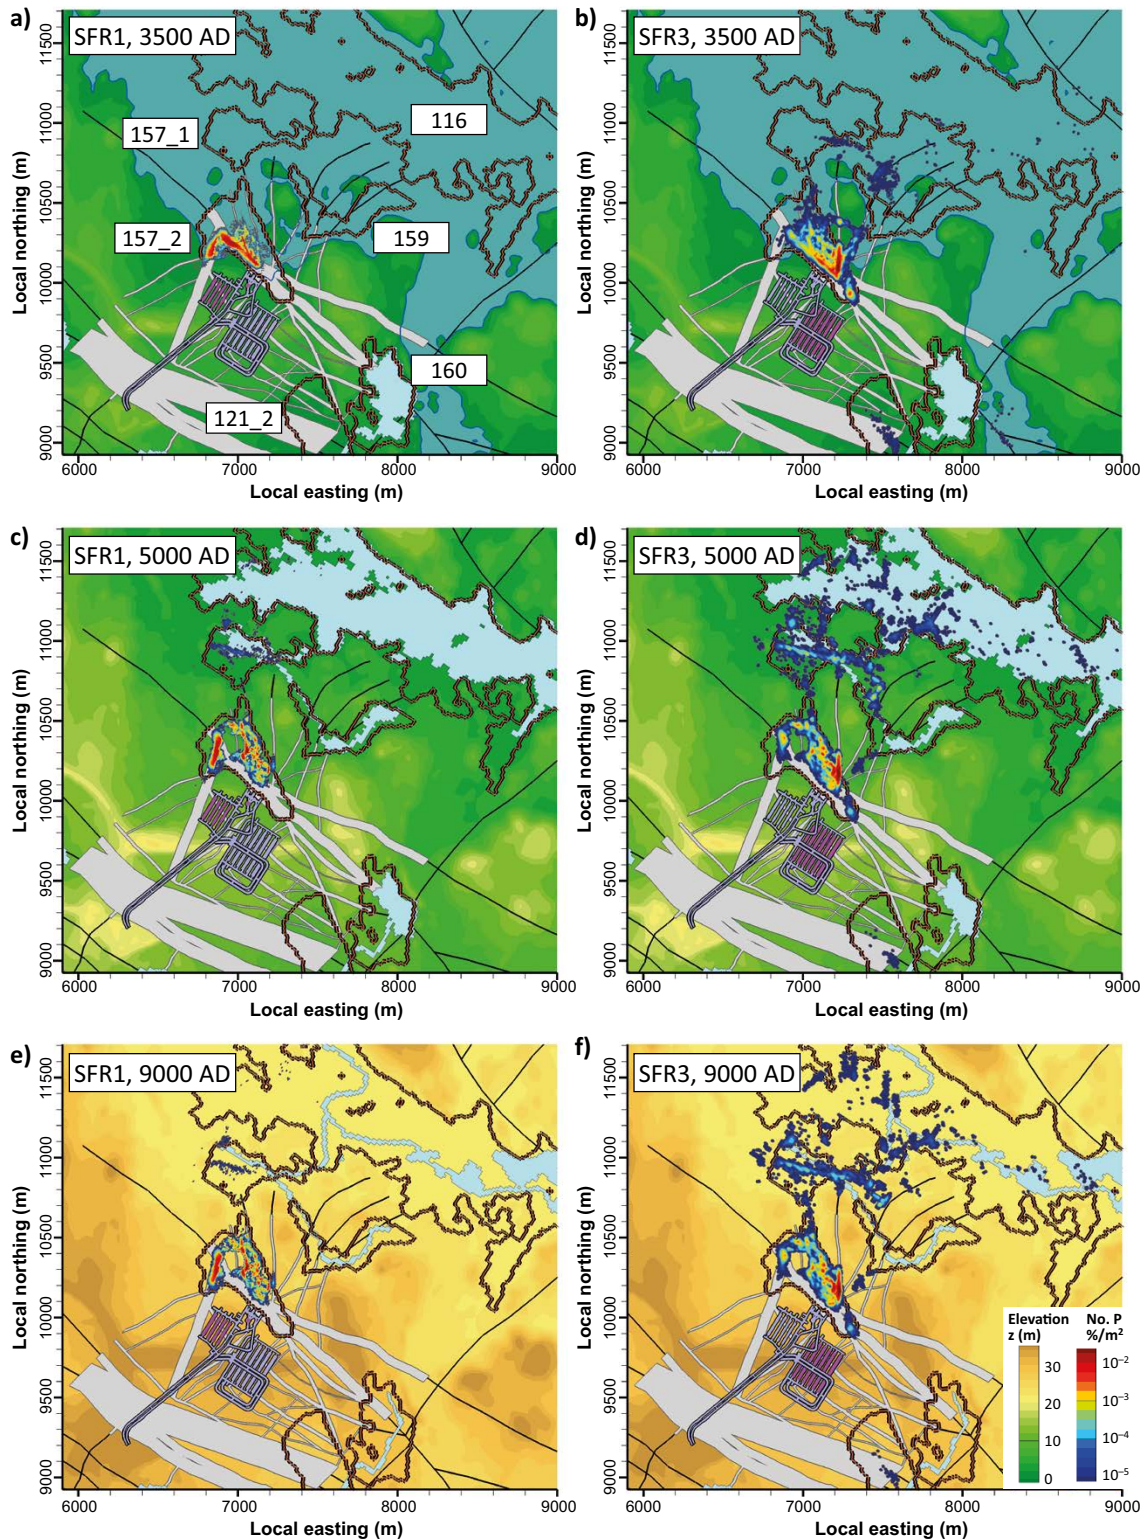 a)
SFR1, 3500 AD
157_1
116
157_2
159
160
121_2
11500
11000
10500
10000
9500
9000
Local northing (m)
6000 7000 8000 9000
Local easting (m)
b)
SFR3, 3500 AD
11500
11000
10500
10000
9500
9000
Local northing (m)
6000 7000 8000 9000
Local easting (m)
c)
SFR1, 5000 AD
11500
11000
10500
10000
9500
9000
Local northing (m)
6000 7000 8000 9000
Local easting (m)
d)
SFR3, 5000 AD
11500
11000
10500
10000
9500
9000
Local northing (m)
6000 7000 8000 9000
Local easting (m)
e)
SFR1, 9000 AD
11500
11000
10500
10000
9500
9000
Local northing (m)
6000 7000 8000 9000
Local easting (m)
f)
SFR3, 9000 AD
11500
11000
10500
10000
9500
9000
Local northing (m)
6000 7000 8000 9000
Local easting (m)
Elevation
z (m)
30
20
10
0
No. P
%/m²
10⁻²
10⁻³
10⁻⁴
10⁻⁵